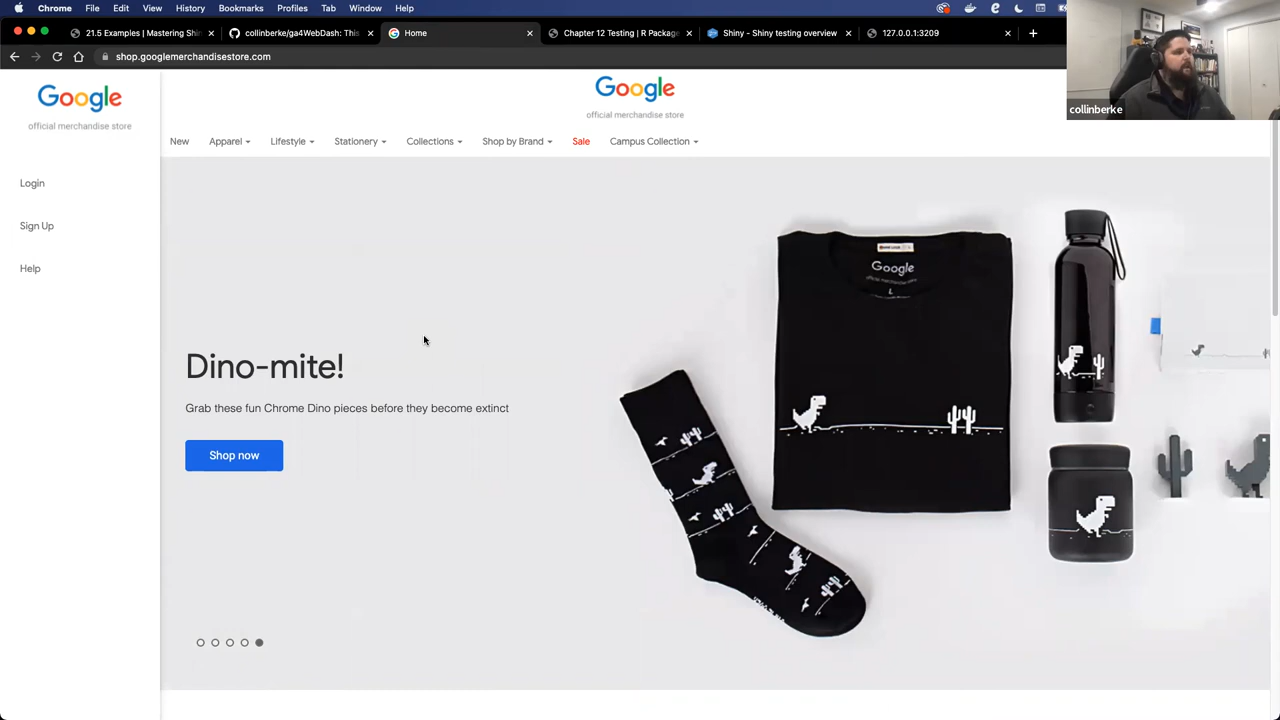 Chrome File Edit View History Bookmarks Profiles Tab Window Help
21.5 Examples | Mastering Shi
collinberke/ga4WebDash: This
Home
Chapter 12 Testing | R Package
Shiny - Shiny testing overview
127.0.0.1:3209
shop.googlemerchandisestore.com
collinberke
Google
official merchandise store
Login
Sign Up
Help
Google
official merchandise store
New Apparel Lifestyle Stationery Collections Shop by Brand Sale Campus Collection
Google
L
Dino-mite!
Grab these fun Chrome Dino pieces before they become extinct
Shop now